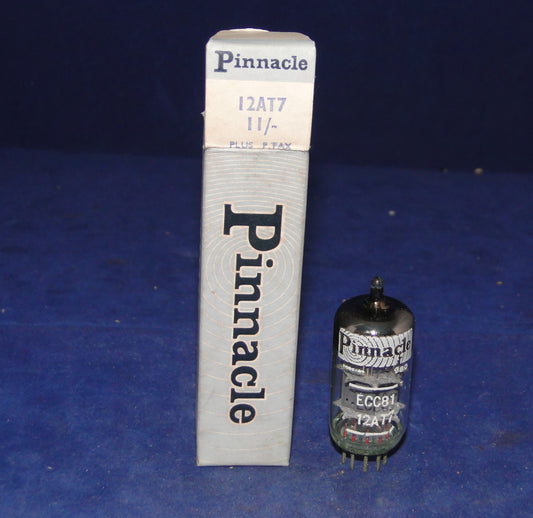 Pinnacle
12AT7
11/-
PLUS P.TAX
Pinnacle
Pinnacle
ECC81
12AT7